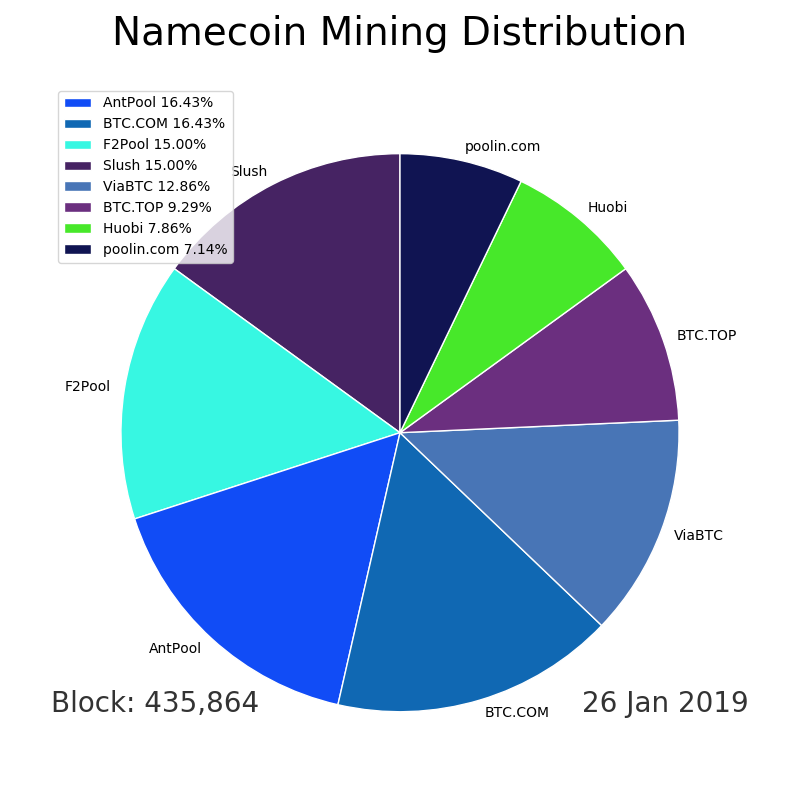 Namecoin Mining Distribution
AntPool 16.43%
BTC.COM 16.43%
F2Pool 15.00%
Slush 15.00%
ViaBTC 12.86%
BTC.TOP 9.29%
Huobi 7.86%
poolin.com 7.14%
poolin.com
Slush
Huobi
BTC.TOP
F2Pool
ViaBTC
AntPool
BTC.COM
Block: 435,864
26 Jan 2019